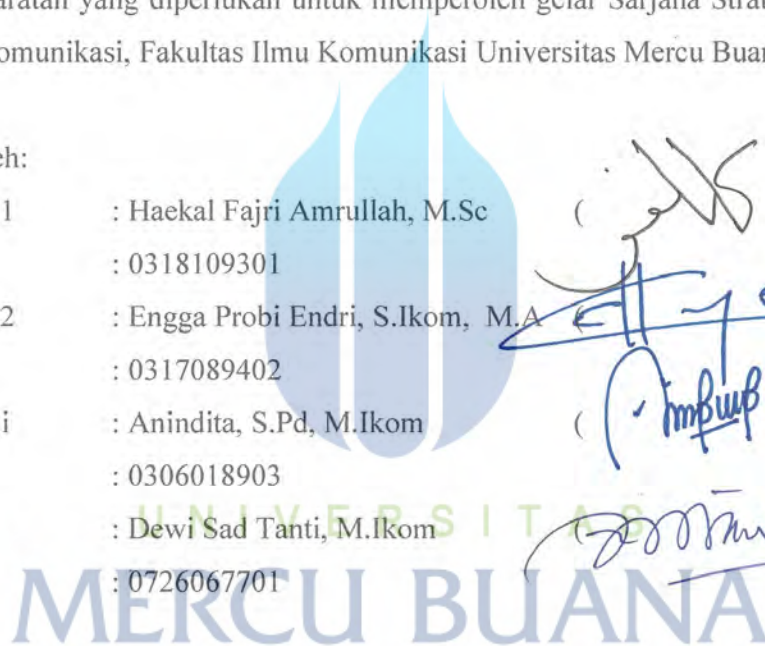 aratan yang diperlukan untuk memperoleh gelar Sarjana Strat
omunikasi, Fakultas Ilmu Komunikasi Universitas Mercu Buan
eh:
1 : Haekal Fajri Amrullah, M.Sc (
: 0318109301
2 : Engga Probi Endri, S.Ikom, M.A (
: 0317089402
i : Anindita, S.Pd, M.Ikom (
: 0306018903
: Dewi Sad Tanti, M.Ikom (
: 0726067701
UNIVERSITAS
MERCU BUANA